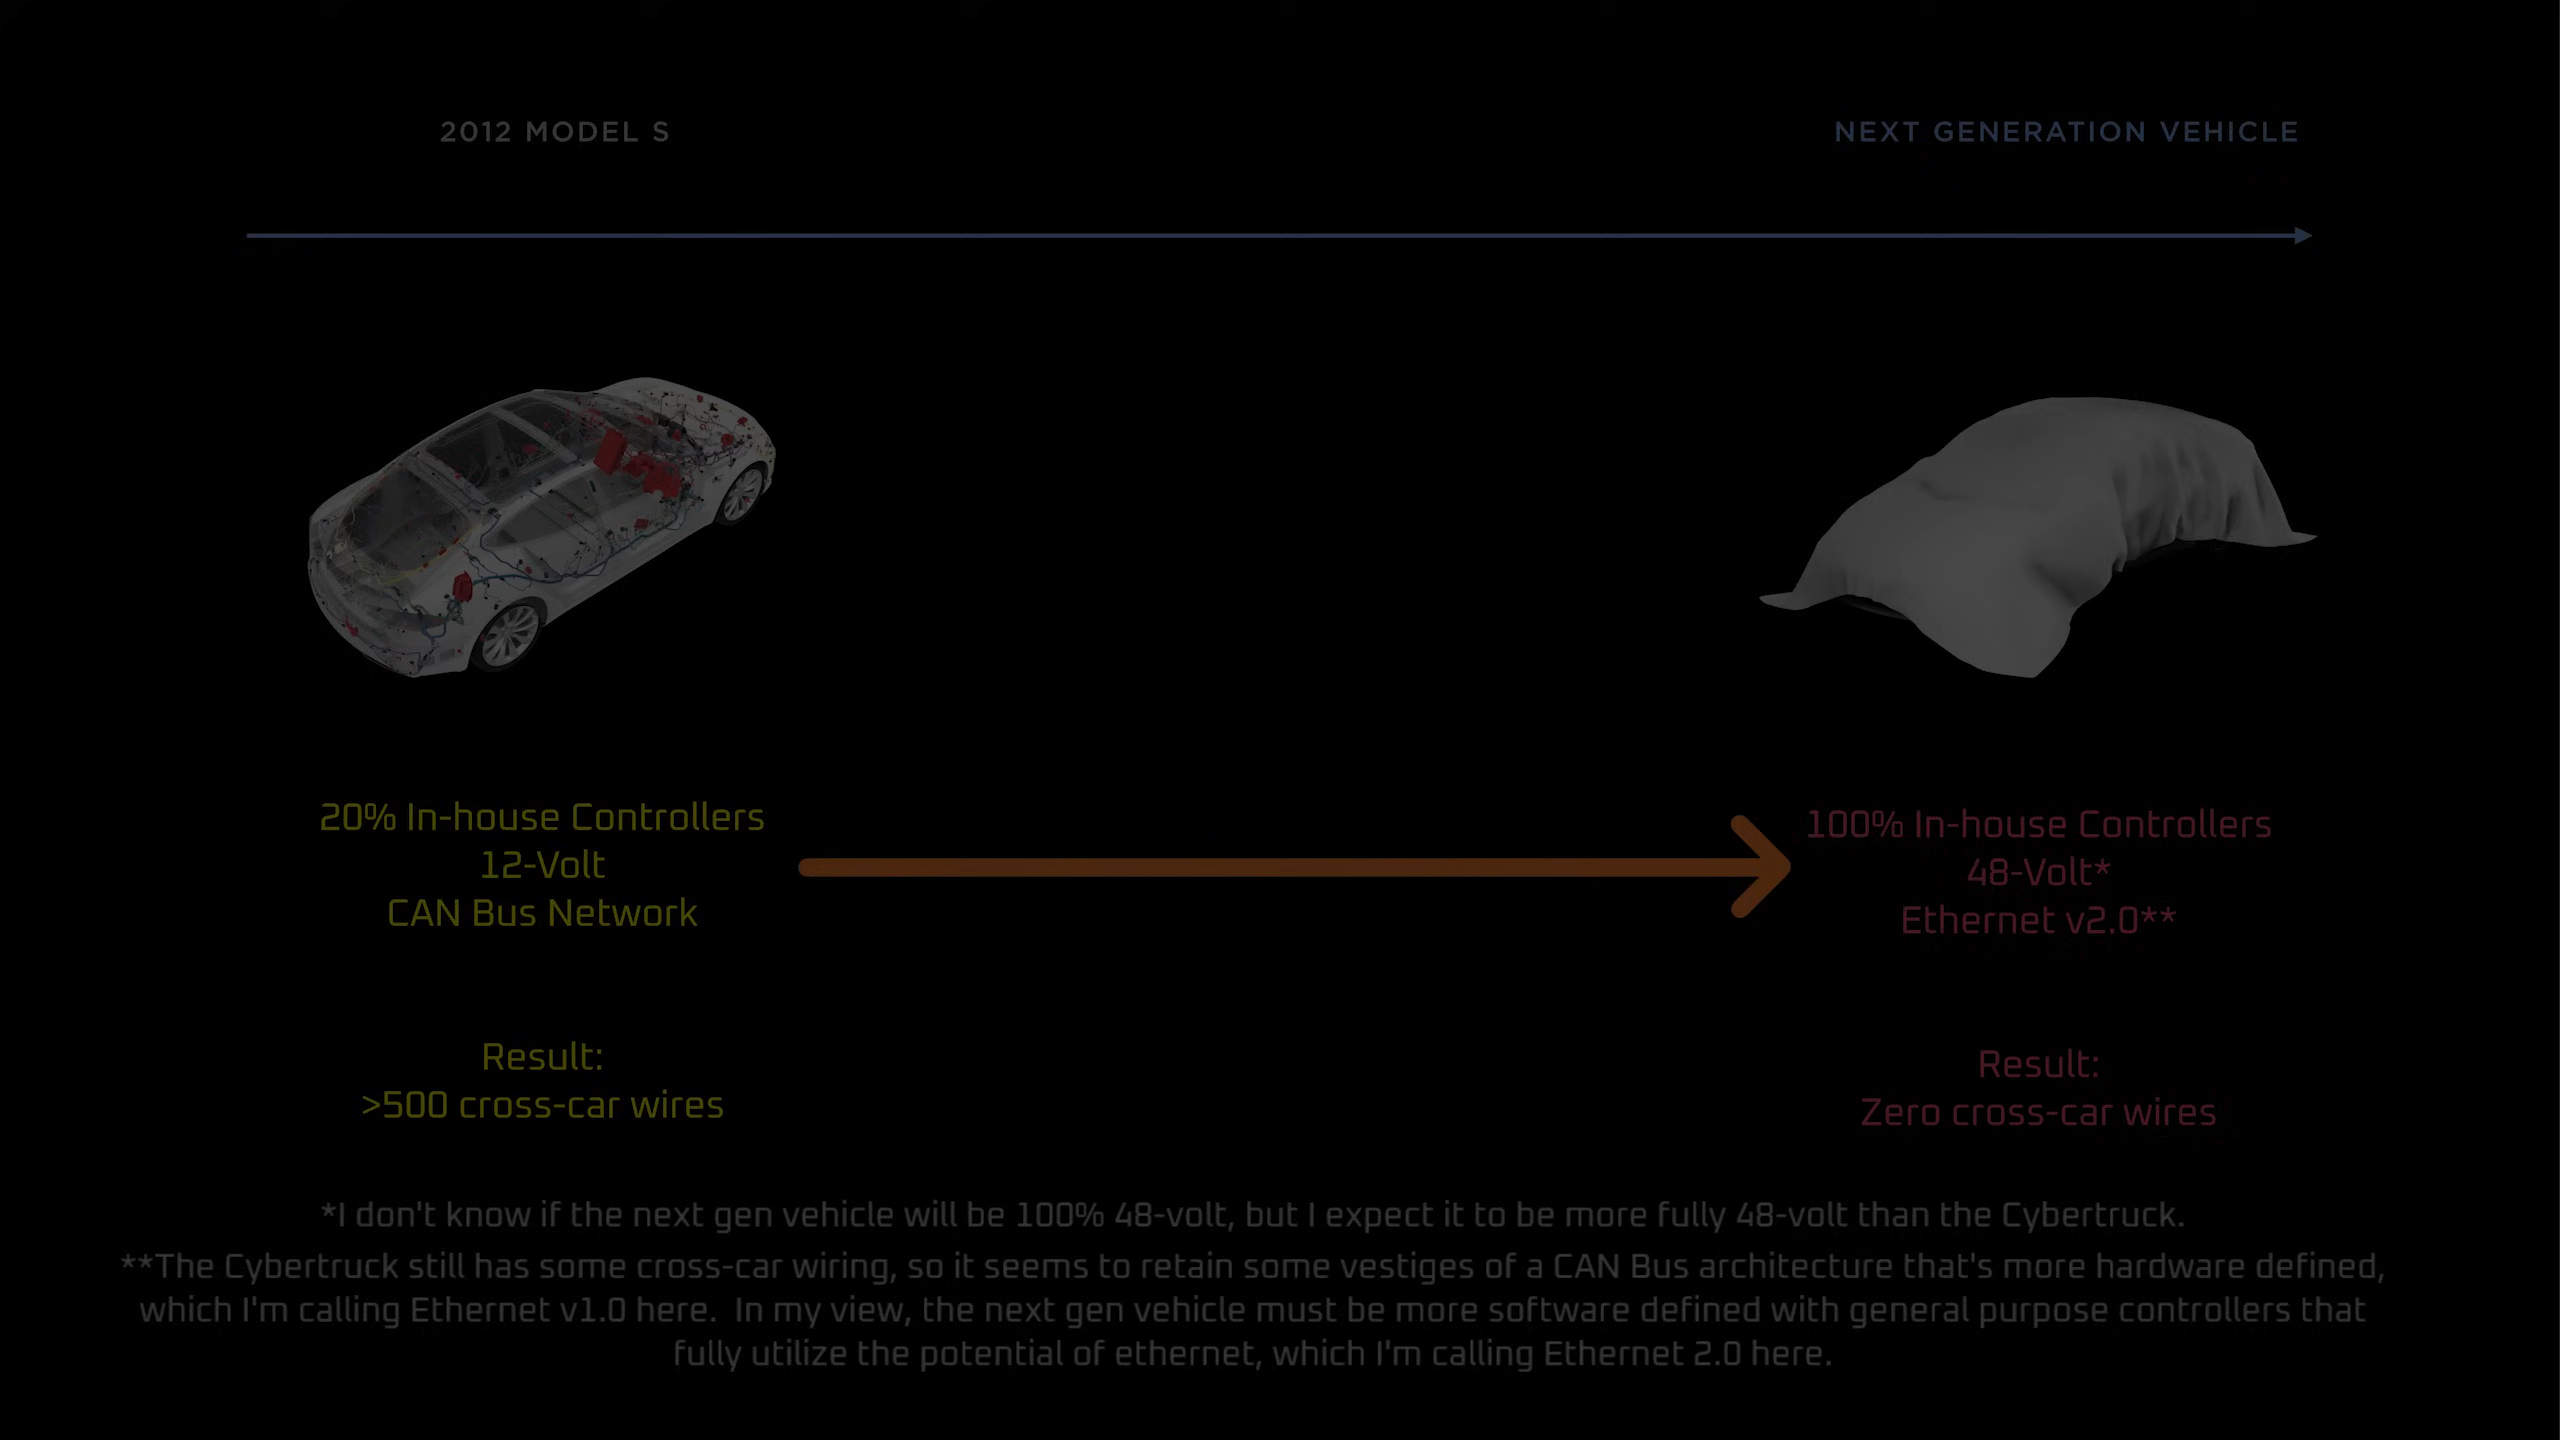 2012 MODEL S
NEXT GENERATION VEHICLE
20% In-house Controllers
12-Volt
CAN Bus Network
100% In-house Controllers
48-Volt*
Ethernet v2.0**
Result:
>500 cross-car wires
Result:
Zero cross-car wires
*I don't know if the next gen vehicle will be 100% 48-volt, but I expect it to be more fully 48-volt than the Cybertruck.
**The Cybertruck still has some cross-car wiring, so it seems to retain some vestiges of a CAN Bus architecture that's more hardware defined,
which I'm calling Ethernet v1.0 here.  In my view, the next gen vehicle must be more software defined with general purpose controllers that
fully utilize the potential of ethernet, which I'm calling Ethernet 2.0 here.